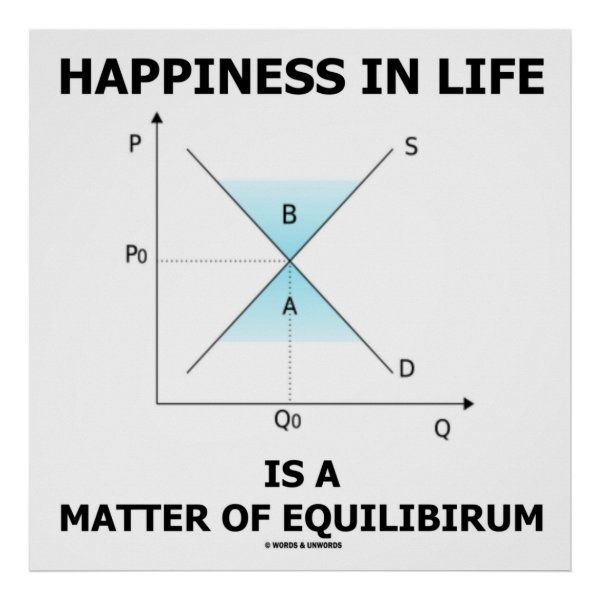 HAPPINESS IN LIFE
P
S
B
P0
A
D
Q0
Q
IS A
MATTER OF EQUILIBIRUM
© WORDS & UNWORDS